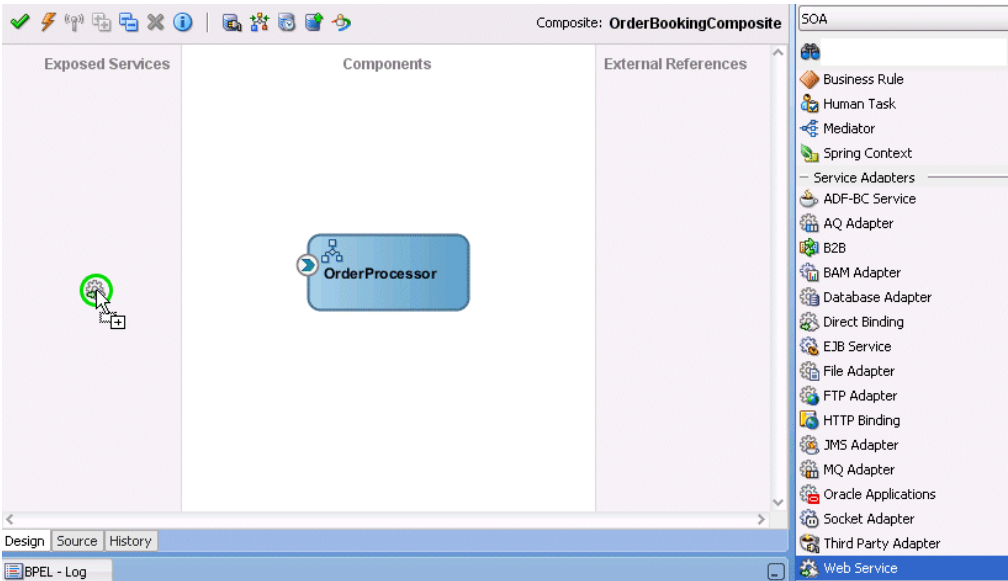 Composite: OrderBookingComposite
Exposed Services
Components
External References
OrderProcessor
Design
Source
History
BPEL - Log
SOA
Business Rule
Human Task
Mediator
Spring Context
Service Adapters
ADF-BC Service
AQ Adapter
B2B
BAM Adapter
Database Adapter
Direct Binding
EJB Service
File Adapter
FTP Adapter
HTTP Binding
JMS Adapter
MQ Adapter
Oracle Applications
Socket Adapter
Third Party Adapter
Web Service